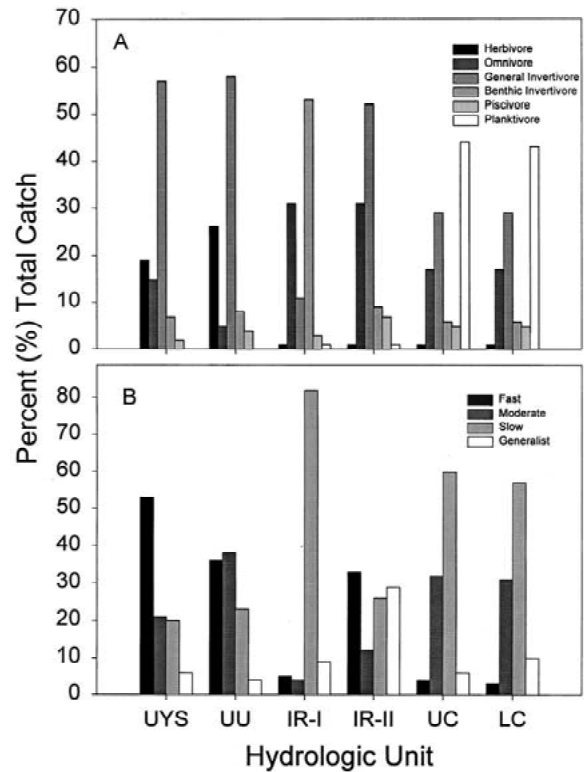 Percent (%) Total Catch
A
70
60
50
40
30
20
10
0
Herbivore
Omnivore
General Invertivore
Benthic Invertivore
Piscivore
Planktivore
B
80
70
60
50
40
30
20
10
0
Fast
Moderate
Slow
Generalist
UYS UU IR-I IR-II UC LC
Hydrologic Unit